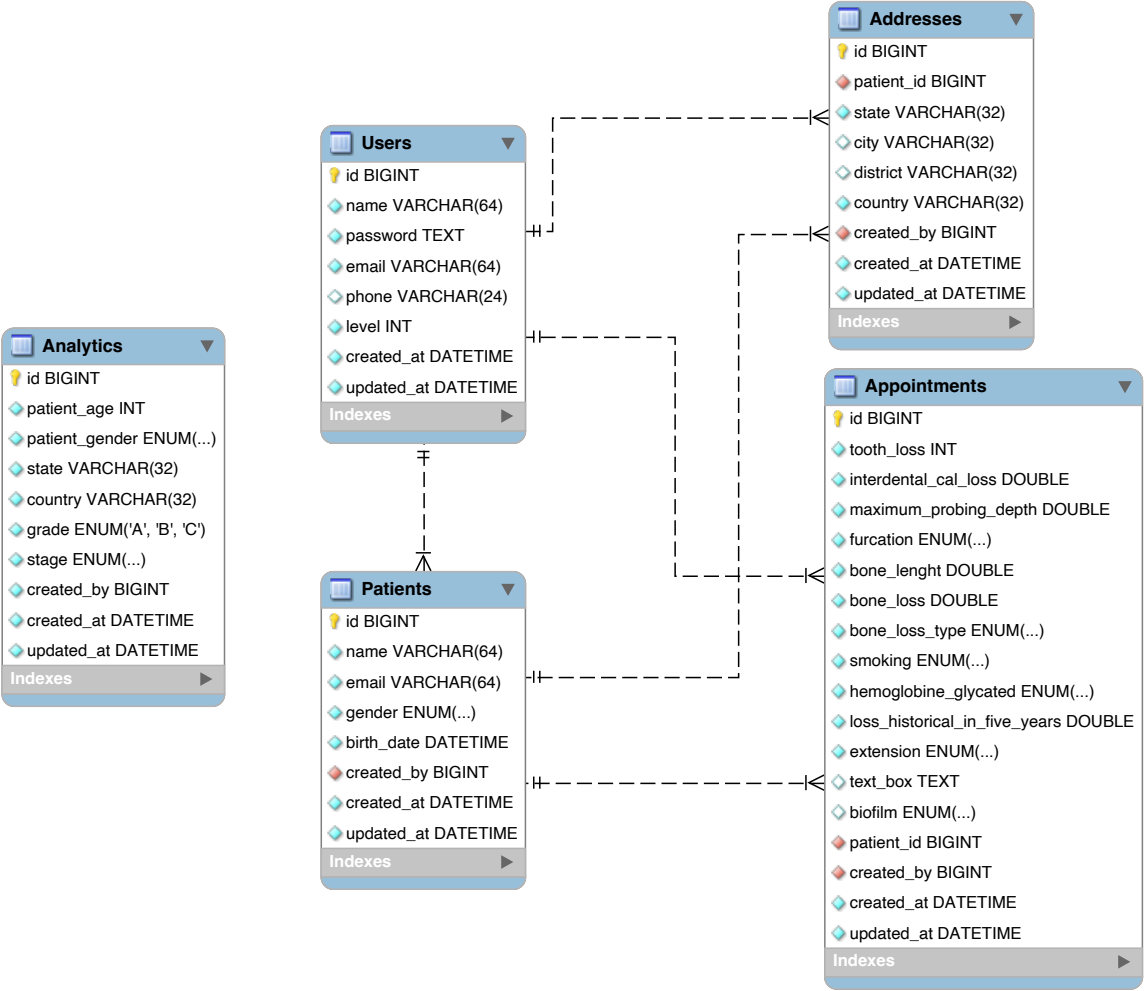 Addresses
id BIGINT
patient_id BIGINT
state VARCHAR(32)
city VARCHAR(32)
district VARCHAR(32)
country VARCHAR(32)
created_by BIGINT
created_at DATETIME
updated_at DATETIME
Indexes
Users
id BIGINT
name VARCHAR(64)
password TEXT
email VARCHAR(64)
phone VARCHAR(24)
level INT
created_at DATETIME
updated_at DATETIME
Indexes
Analytics
id BIGINT
patient_age INT
patient_gender ENUM(...)
state VARCHAR(32)
country VARCHAR(32)
grade ENUM('A', 'B', 'C')
stage ENUM(...)
created_by BIGINT
created_at DATETIME
updated_at DATETIME
Indexes
Appointments
id BIGINT
tooth_loss INT
interdental_cal_loss DOUBLE
maximum_probing_depth DOUBLE
furcation ENUM(...)
bone_lenght DOUBLE
bone_loss DOUBLE
bone_loss_type ENUM(...)
smoking ENUM(...)
hemoglobine_glycated ENUM(...)
loss_historical_in_five_years DOUBLE
extension ENUM(...)
text_box TEXT
biofilm ENUM(...)
patient_id BIGINT
created_by BIGINT
created_at DATETIME
updated_at DATETIME
Indexes
Patients
id BIGINT
name VARCHAR(64)
email VARCHAR(64)
gender ENUM(...)
birth_date DATETIME
created_by BIGINT
created_at DATETIME
updated_at DATETIME
Indexes